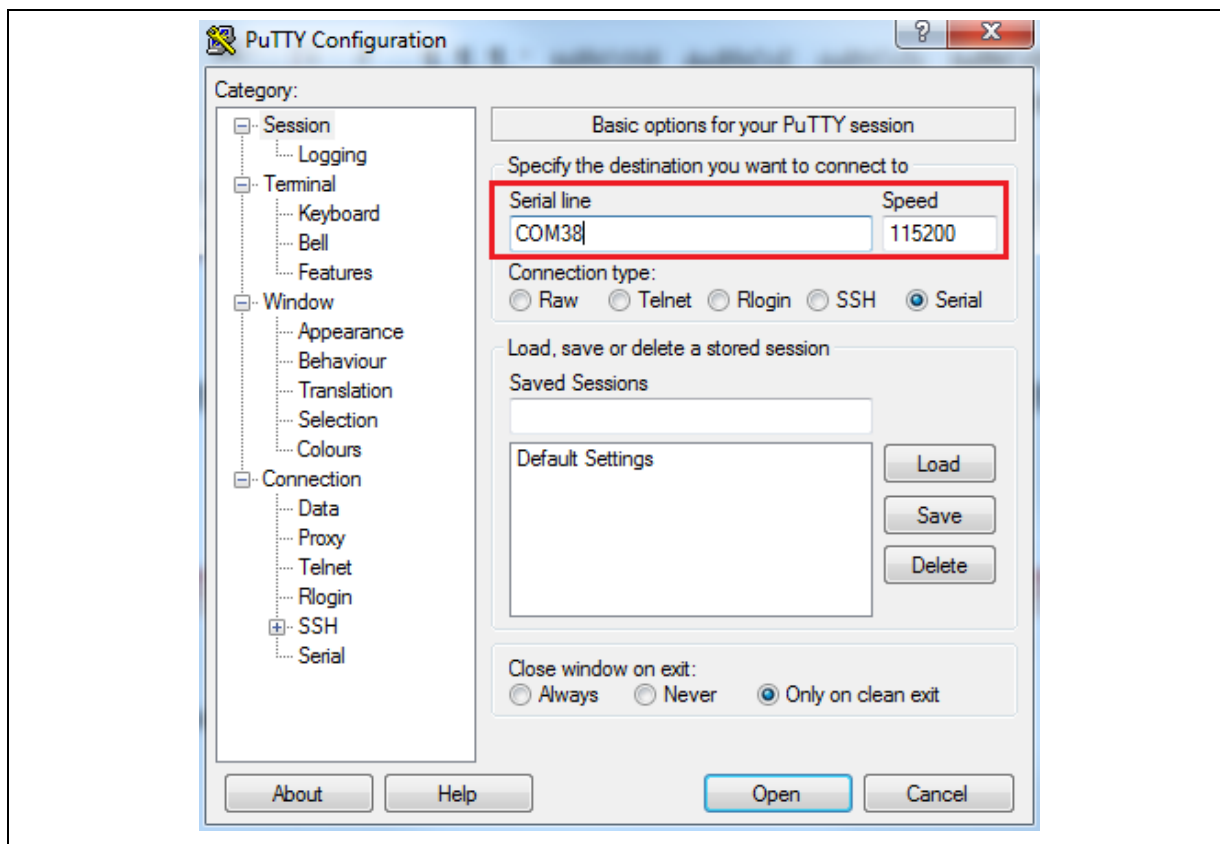 PuTTY Configuration
Category:
Session
Logging
Terminal
Keyboard
Bell
Features
Window
Appearance
Behaviour
Translation
Selection
Colours
Connection
Data
Proxy
Telnet
Rlogin
SSH
Serial
Basic options for your PuTTY session
Specify the destination you want to connect to
Serial line Speed
COM38 115200
Connection type:
Raw Telnet Rlogin SSH Serial
Load, save or delete a stored session
Saved Sessions
Default Settings
Load
Save
Delete
Close window on exit:
Always Never Only on clean exit
About Help Open Cancel